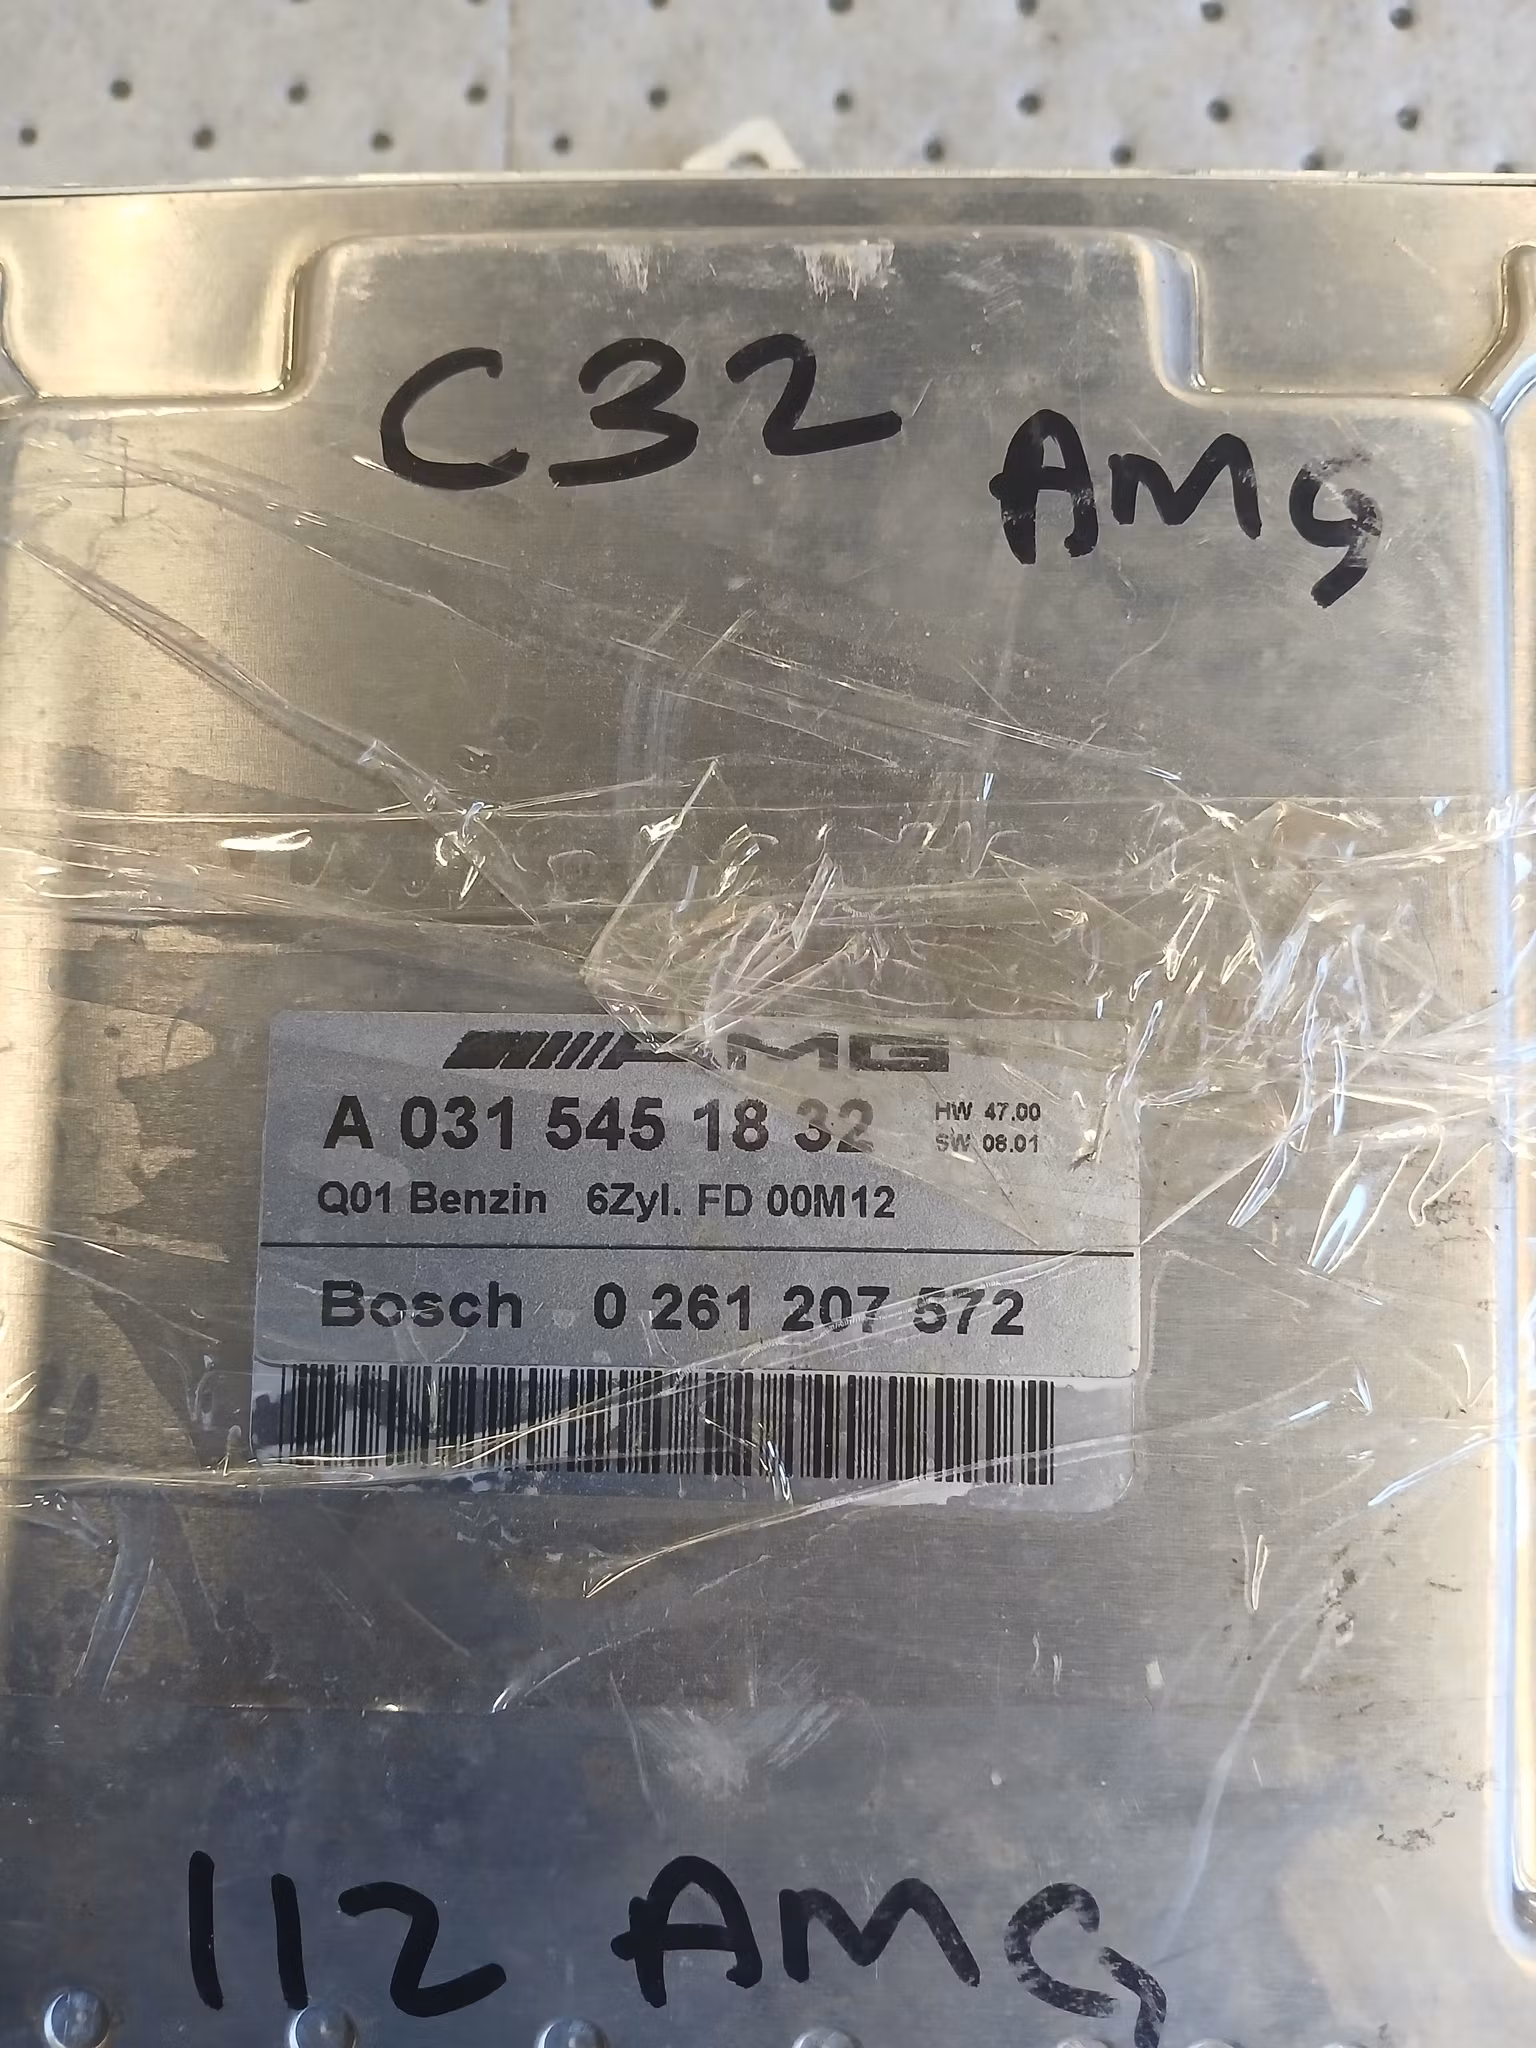 C32
AMG
AMG
A 031 545 18 32
HW 47.00
SW 08.01
Q01 Benzin 6Zyl. FD 00M12
Bosch 0 261 207 572
112 AMG